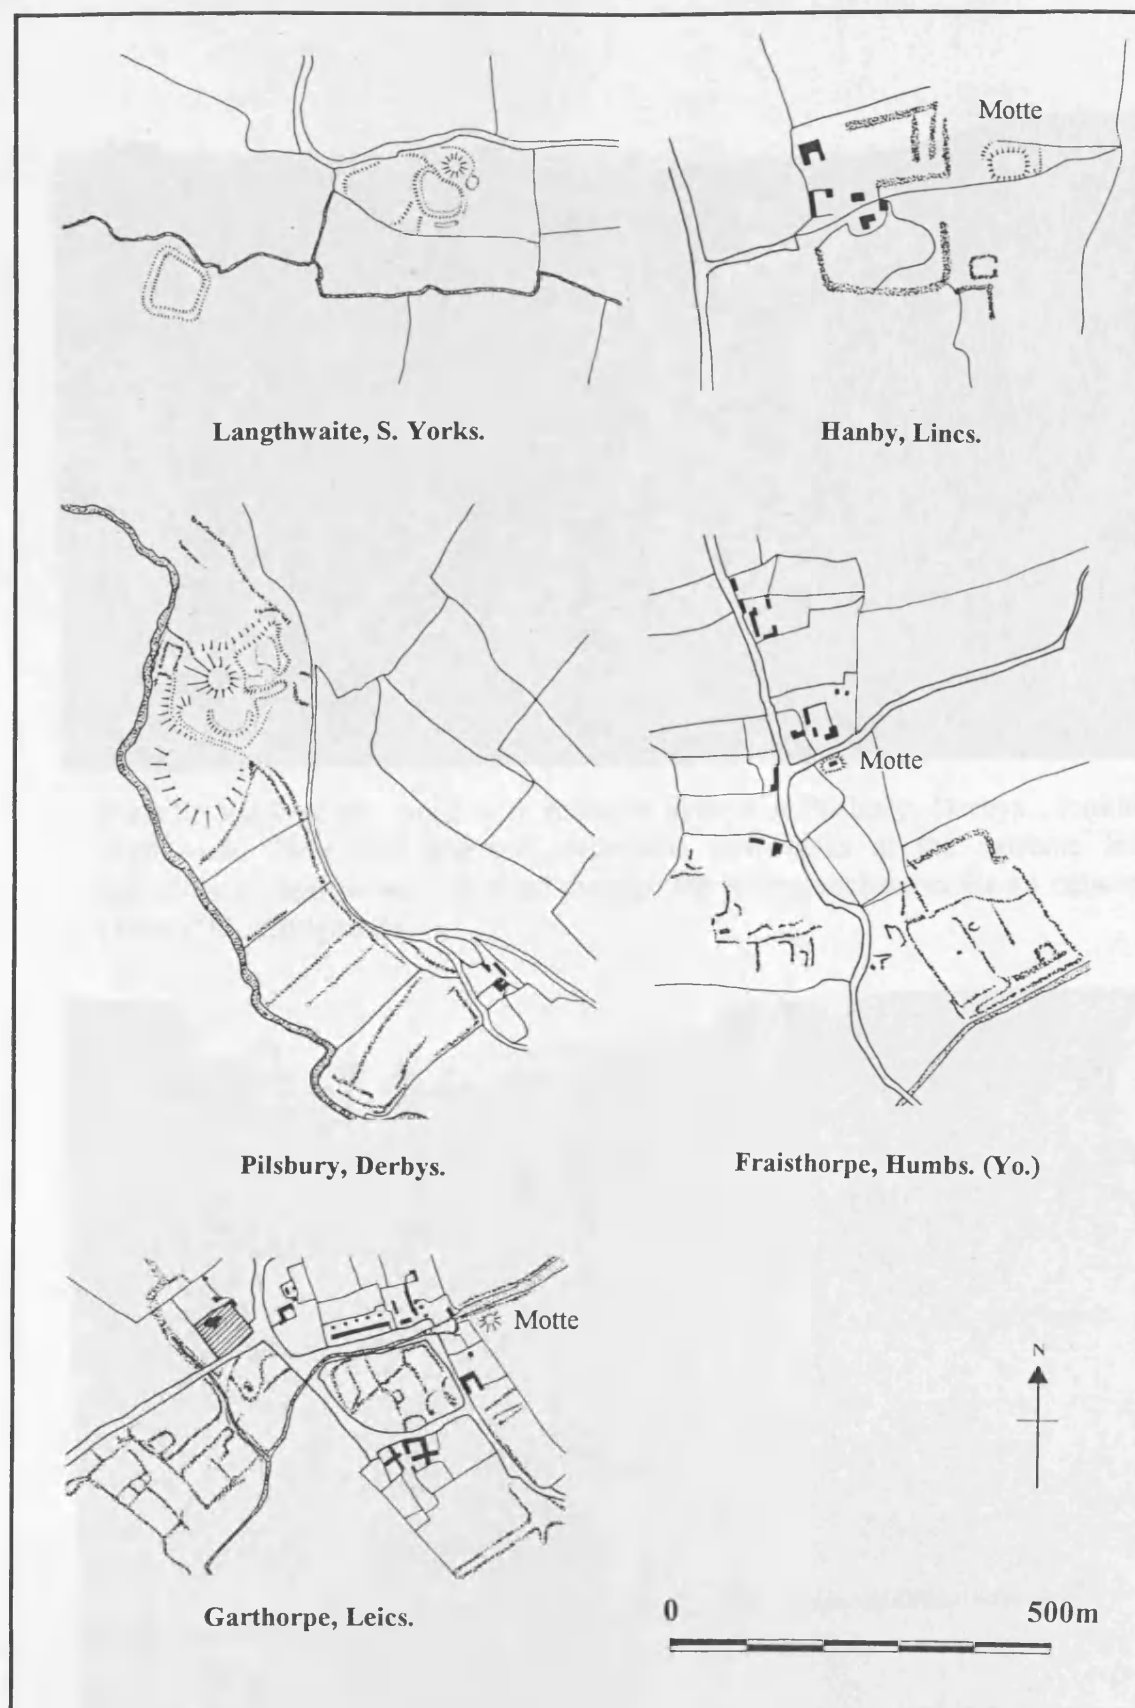 Motte
Langthwaite, S. Yorks.
Hanby, Lincs.
Motte
Pilsbury, Derbys.
Fraisthorpe, Humbs. (Yo.)
Motte
N
Garthorpe, Leics.
0 500m